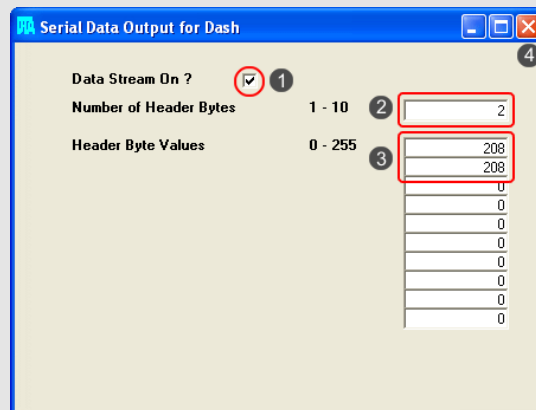 DTA Serial Data Output for Dash
4
Data Stream On ? 1
Number of Header Bytes 1 - 10 2 2
Header Byte Values 0 - 255 208
3 208
0
0
0
0
0
0
0
0